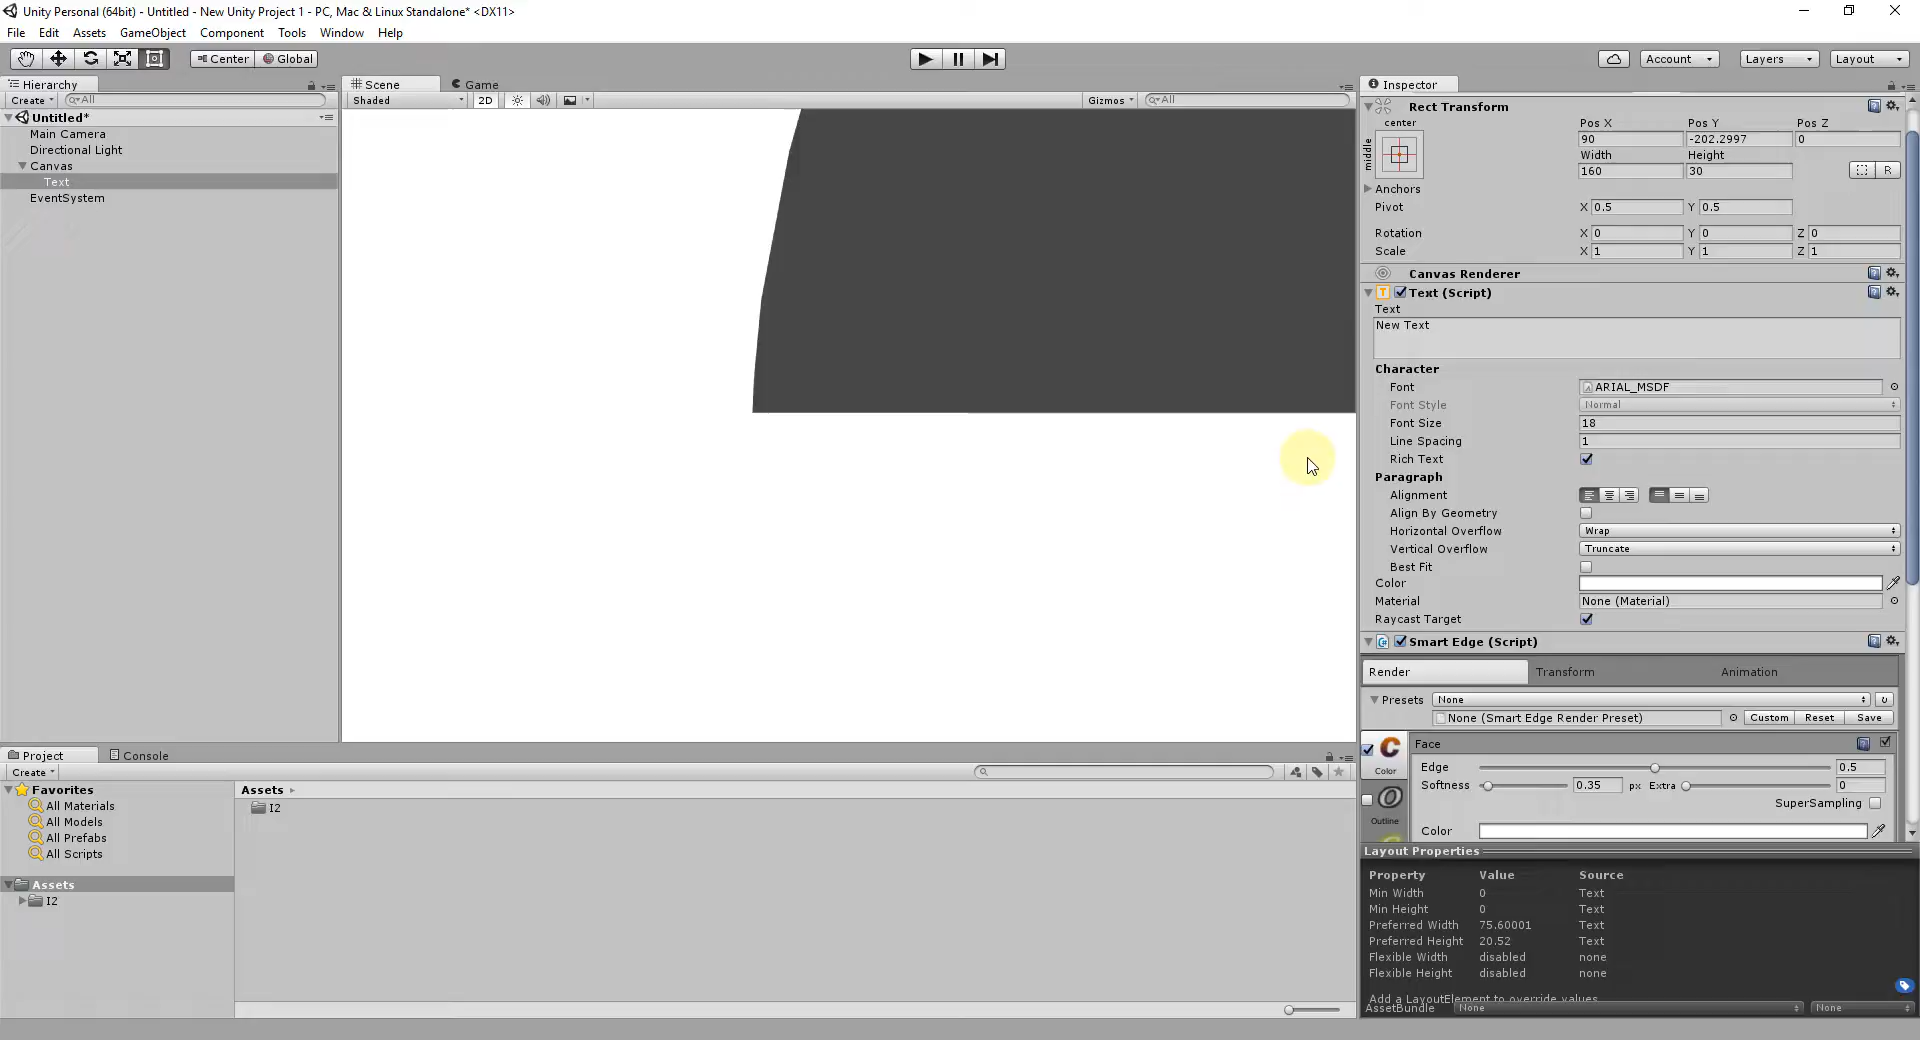 Unity Personal (64bit) - Untitled - New Unity Project 1 - PC, Mac & Linux Standalone* <DX11>
File Edit Assets GameObject Component Tools Window Help
Center Global Account Layers Layout
Hierarchy
Create All
Untitled*
Main Camera
Directional Light
Canvas
Text
EventSystem
Scene Game
Shaded 2D Gizmos All
Inspector
Rect Transform
center
middle
Pos X Pos Y Pos Z
90 -202.2997 0
Width Height
160 30 R
Anchors
Pivot X 0.5 Y 0.5
Rotation X 0 Y 0 Z 0
Scale X 1 Y 1 Z 1
Canvas Renderer
Text (Script)
Text
New Text
Character
Font ARIAL_MSDF
Font Style Normal
Font Size 18
Line Spacing 1
Rich Text
Paragraph
Alignment
Align By Geometry
Horizontal Overflow Wrap
Vertical Overflow Truncate
Best Fit
Color
Material None (Material)
Raycast Target
Smart Edge (Script)
Render Transform Animation
Presets None
None (Smart Edge Render Preset) Custom Reset Save
Color
Outline
Face
Edge 0.5
Softness 0.35 px Extra 0
SuperSampling
Color
Layout Properties
Property Value Source
Min Width 0 Text
Min Height 0 Text
Preferred Width 75.60001 Text
Preferred Height 20.52 Text
Flexible Width disabled none
Flexible Height disabled none
Add a LayoutElement to override values
AssetBundle None None
Project Console
Create
Favorites
All Materials
All Models
All Prefabs
All Scripts
Assets
I2
Assets
I2